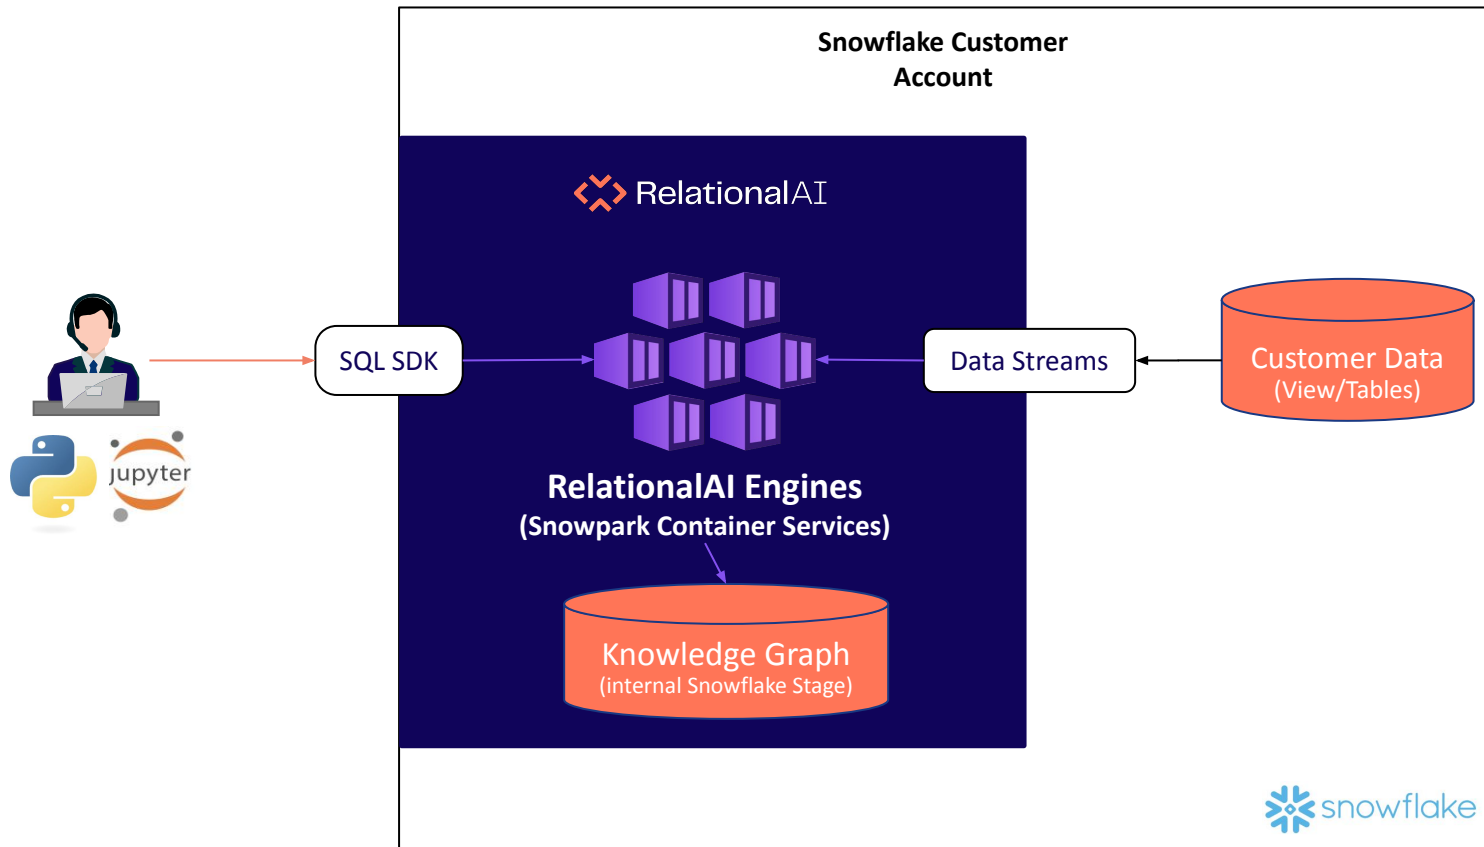 Snowflake Customer
Account
RelationalAI
SQL SDK
Data Streams
Customer Data
(View/Tables)
jupyter
RelationalAI Engines
(Snowpark Container Services)
Knowledge Graph
(internal Snowflake Stage)
snowflake